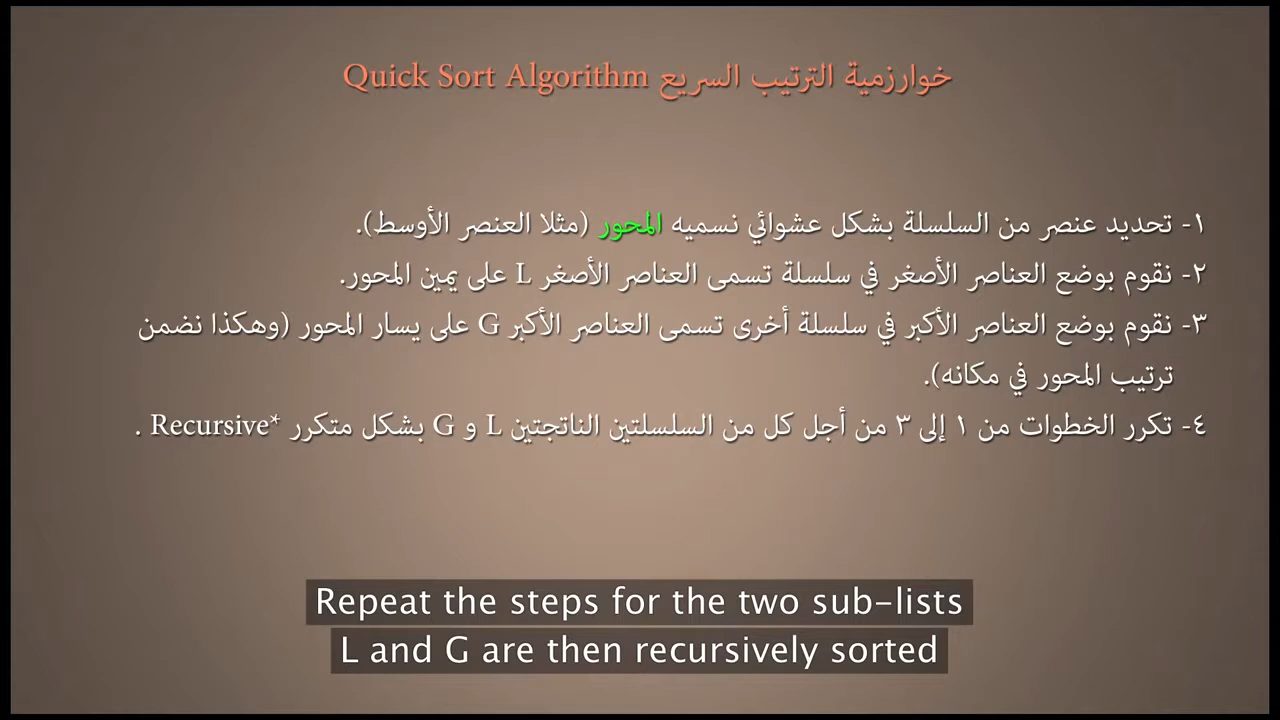 خوارزمية الترتيب السريع Quick Sort Algorithm
١- تحديد عنصر من السلسلة بشكل عشوائي نسميه المحور (مثلا العنصر الأوسط).
٢- نقوم بوضع العناصر الأصغر في سلسلة تسمى العناصر الأصغر L على يمين المحور.
٣- نقوم بوضع العناصر الأكبر في سلسلة أخرى تسمى العناصر الأكبر G على يسار المحور (وهكذا نضمن
ترتيب المحور في مكانه).
٤- تكرر الخطوات من ١ إلى ٣ من أجل كل من السلسلتين الناتجتين L و G بشكل متكرر Recursive* .
Repeat the steps for the two sub-lists
L and G are then recursively sorted